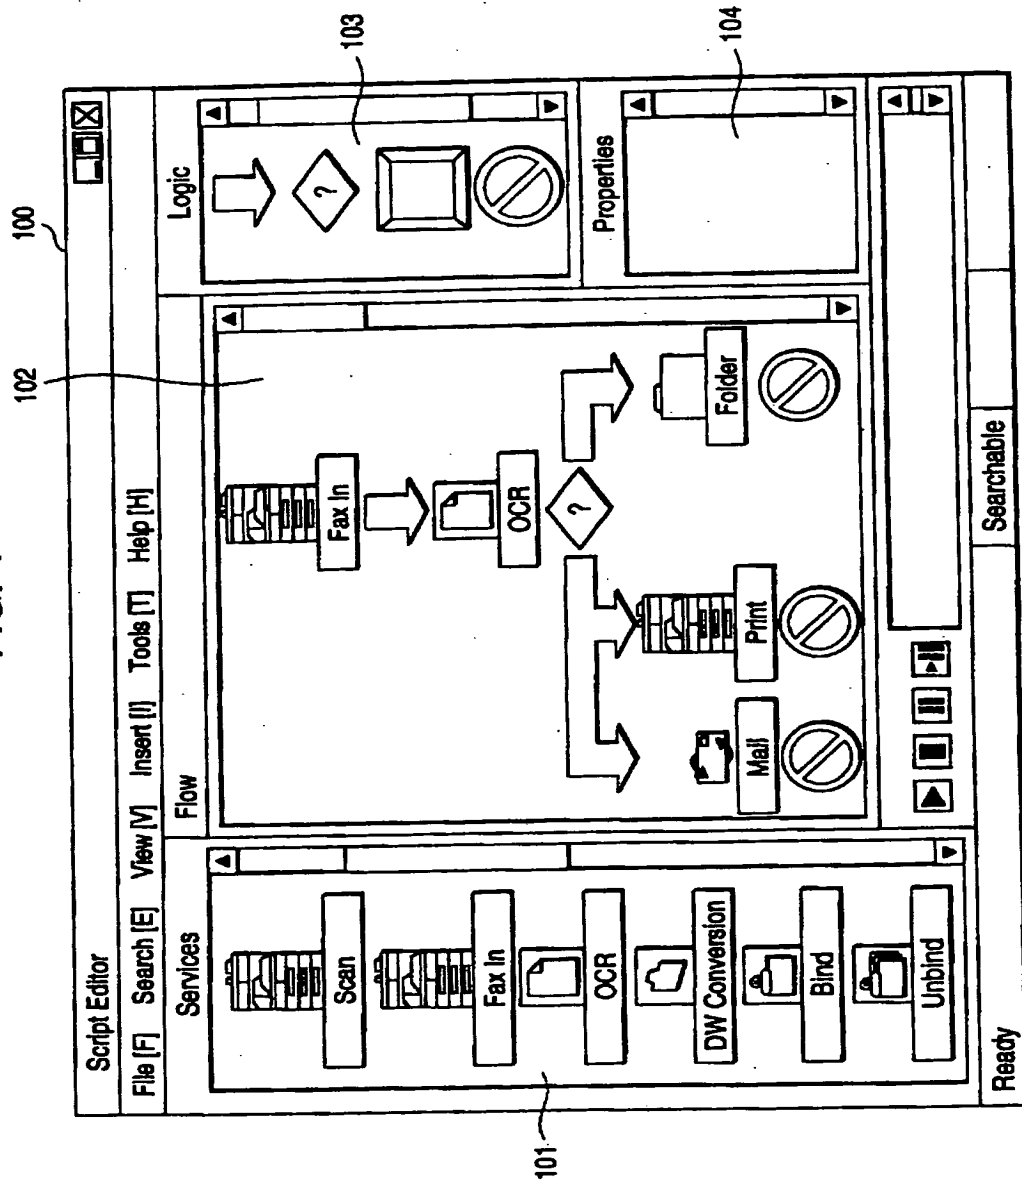 100
Script Editor
File [F] Search [E] View [V] Insert [I] Tools [T] Help [H]
Services
Scan
Fax In
OCR
DW Conversion
Bind
Unbind
101
Flow
102
Fax In
OCR
?
Mail
Print
Folder
Logic
?
103
Properties
104
Ready
Searchable